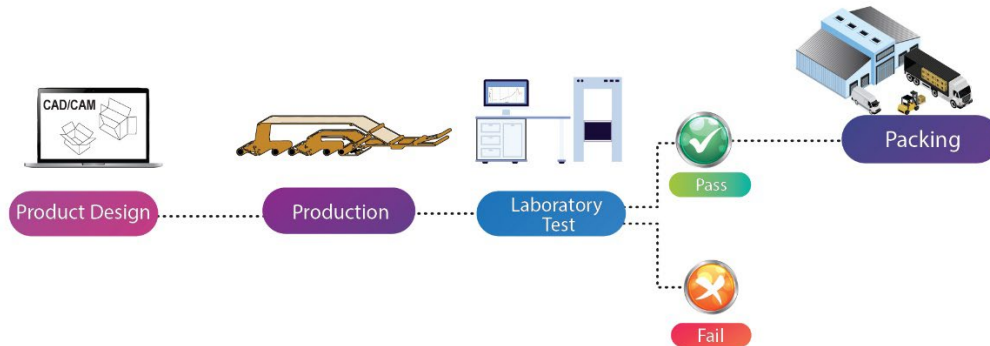 CAD/CAM
Product Design
Production
Laboratory
Test
Pass
Fail
Packing